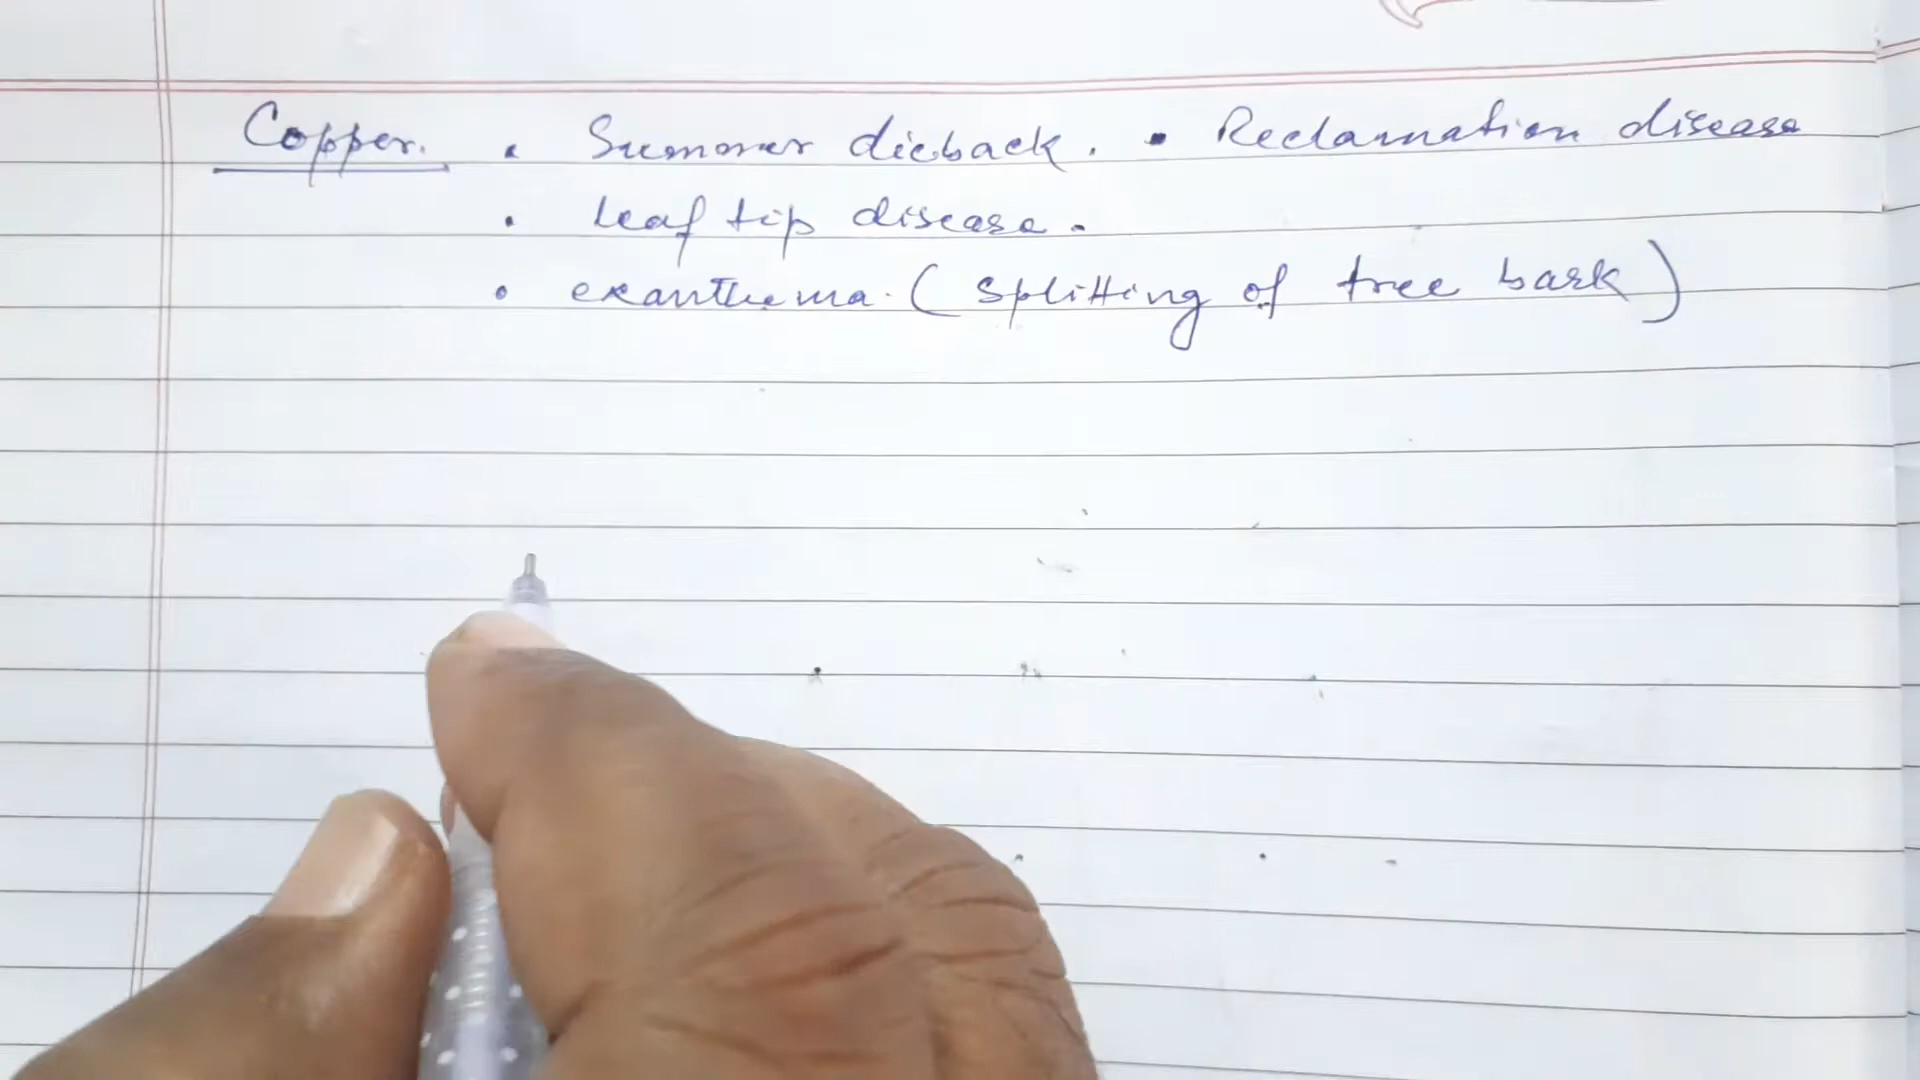 Copper. • Summer dieback. • Reclamation disease
• leaf tip disease.
• exanthema. (splitting of tree bark)